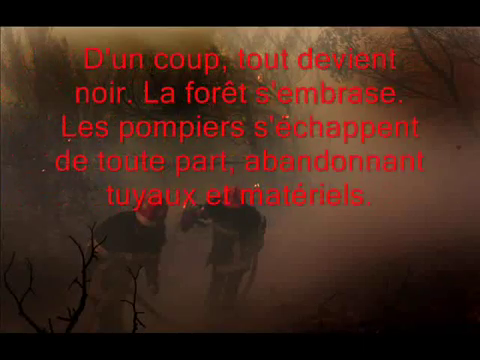 D'un coup, tout devient
noir. La forêt s'embrase.
Les pompiers s'échappent
de toute part, abandonnant
tuyaux et matériels.